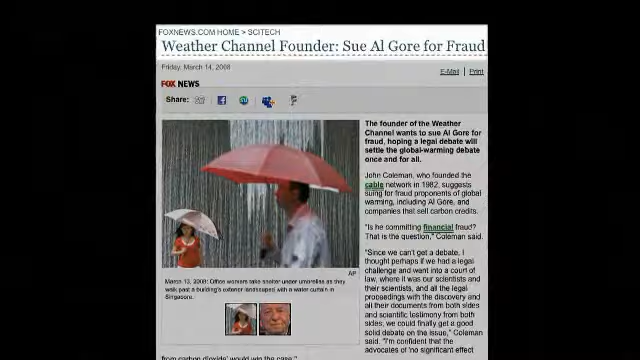 FOXNEWS.COM HOME > SCITECH
Weather Channel Founder: Sue Al Gore for Fraud
Friday, March 14, 2008
E-Mail | Print
FOX NEWS
Share:
The founder of the Weather
Channel wants to sue Al Gore for
fraud, hoping a legal debate will
settle the global-warming debate
once and for all.
John Coleman, who founded the
cable network in 1982, suggests
suing for fraud proponents of global
warming, including Al Gore, and
companies that sell carbon credits.
"Is he committing financial fraud?
That is the question," Coleman said.
"Since we can't get a debate, I
thought perhaps if we had a legal
challenge and went into a court of
law, where it was our scientists and
their scientists, and all the legal
proceedings with the discovery and
all their documents from both sides
and scientific testimony from both
sides, we could finally get a good
solid debate on the issue," Coleman
said. "I'm confident that the
advocates of 'no significant effect
AP
March 13, 2008: Office workers take shelter under umbrellas as they
walk past a building's exterior landscaped with a water curtain in
Singapore.
from carbon dioxide' would win the case."